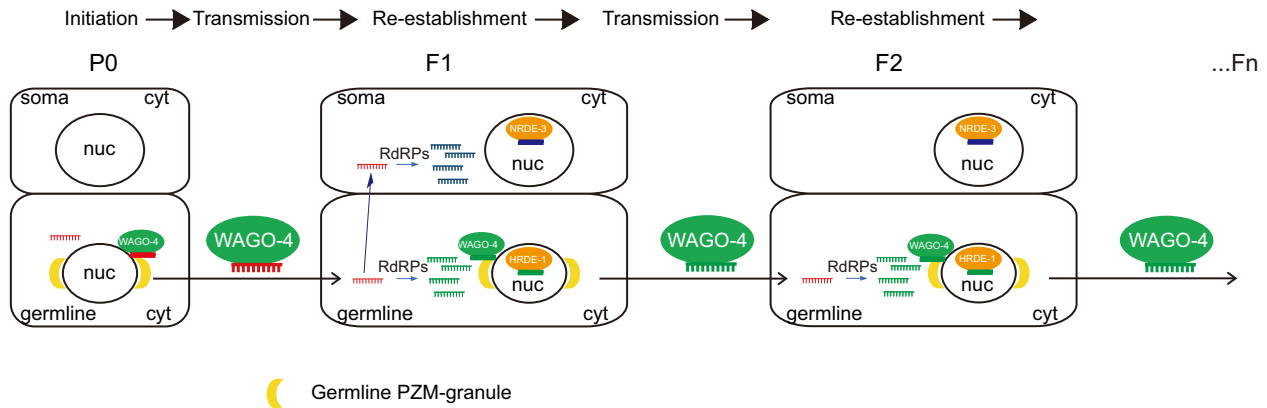 Initiation Transmission Re-establishment Transmission Re-establishment
P0 F1 F2 ...Fn
soma cyt soma cyt soma cyt
NRDE-3 NRDE-3
nuc RdRPs nuc nuc
WAGO-4 WAGO-4 WAGO-4 WAGO-4 WAGO-4 WAGO-4
HRDE-1 HRDE-1
nuc RdRPs nuc RdRPs nuc
germline cyt germline cyt germline cyt
Germline PZM-granule